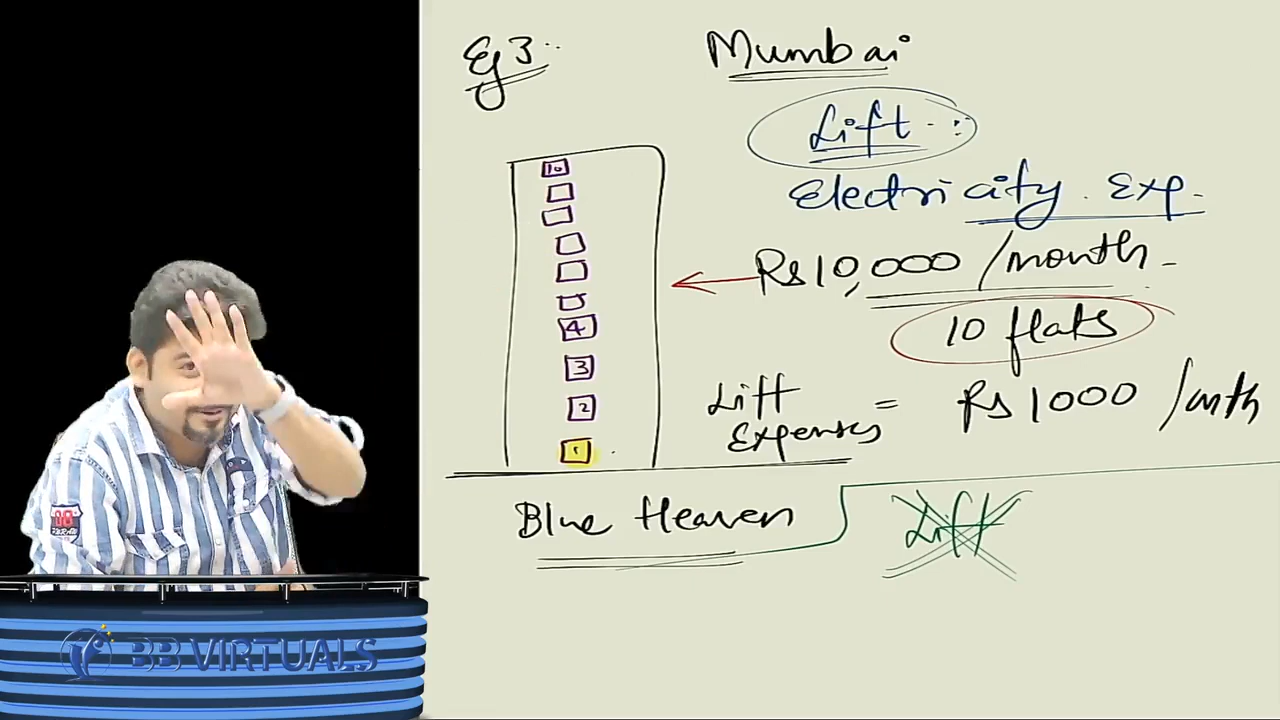 Eg 3:
Mumbai
Lift
Electricity Exp.
10
Rs 10,000 /month
10 flats
4
3
2
1
Lift
Expenses = Rs 1000 /mth
Blue Heaven
Lift
18
BB VIRTUALS